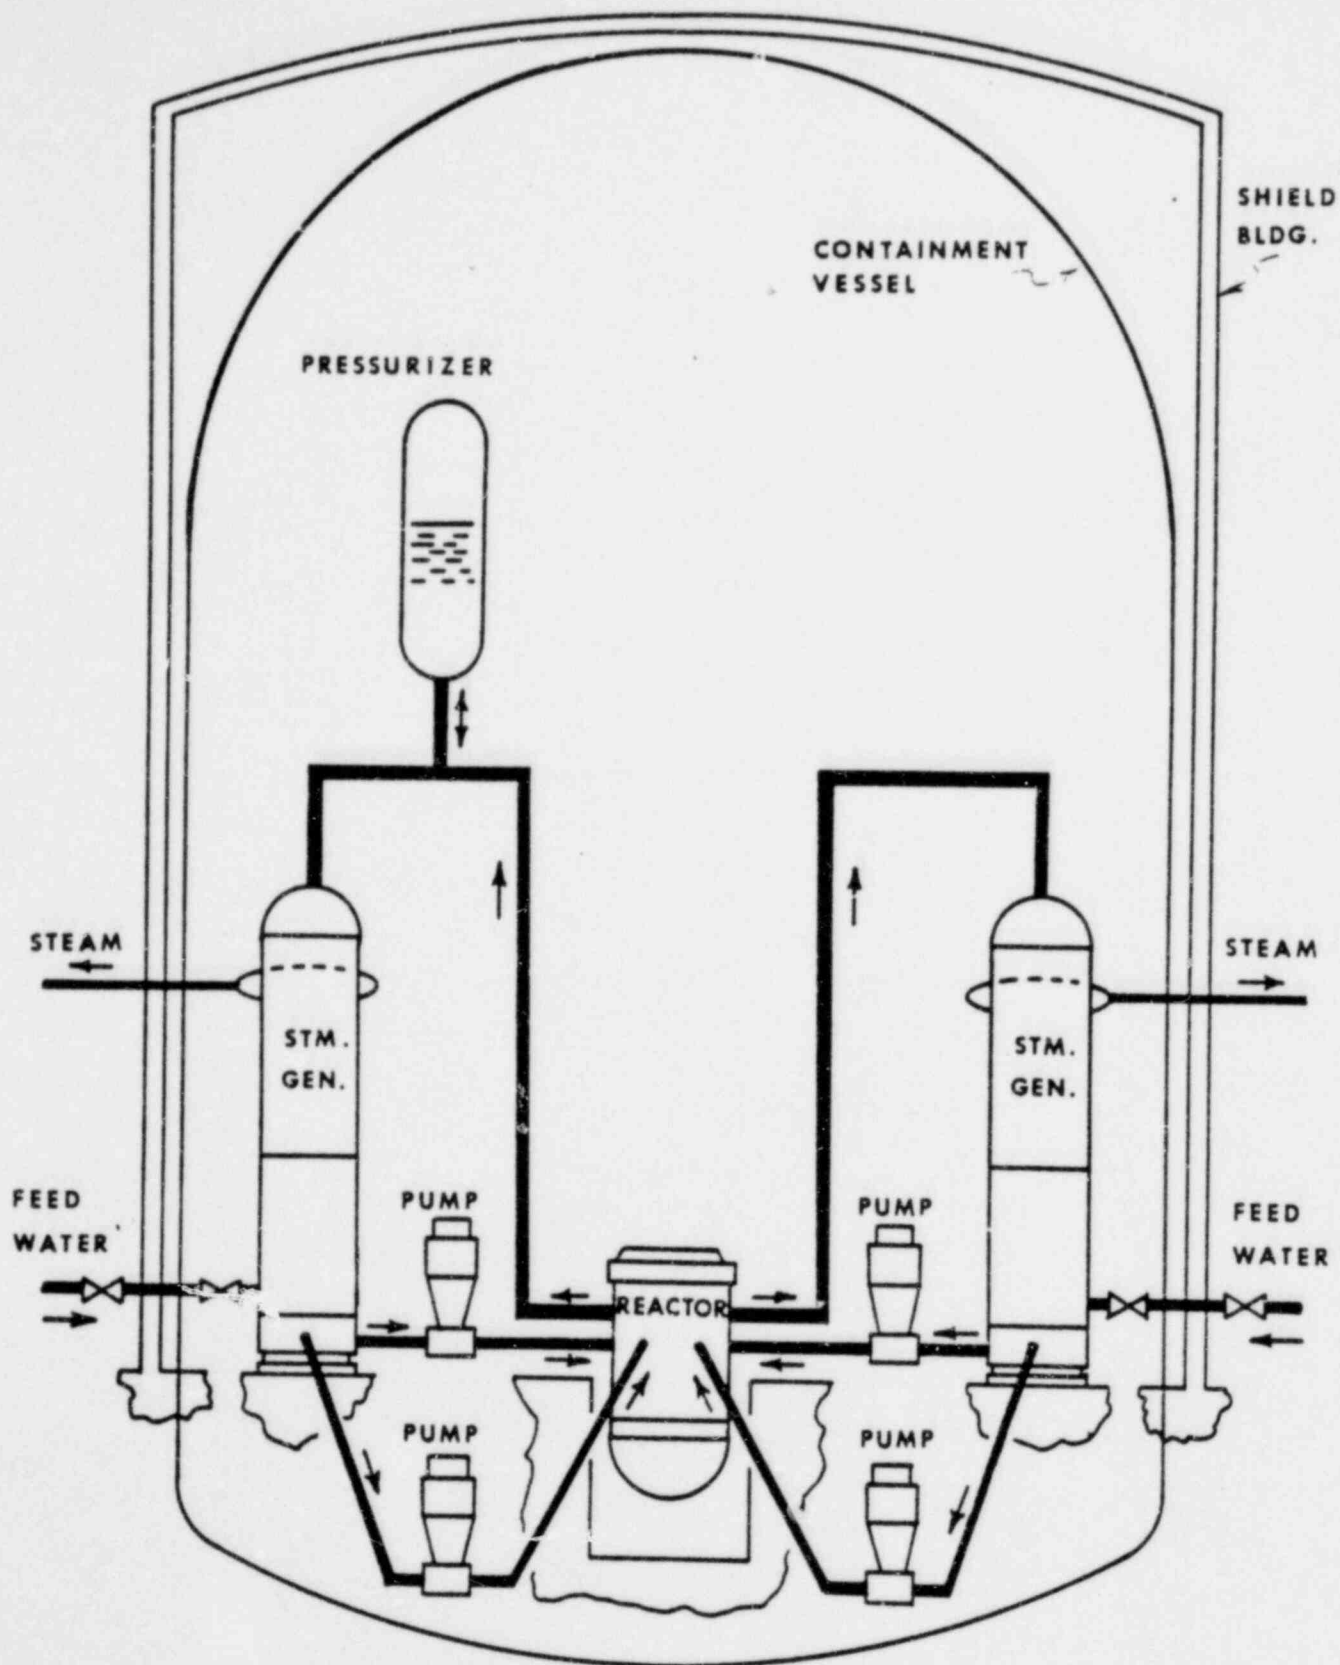 SHIELD
BLDG.
CONTAINMENT
VESSEL
PRESSURIZER
STEAM
STEAM
STM.
GEN.
STM.
GEN.
FEED
WATER
PUMP
PUMP
FEED
WATER
REACTOR
PUMP
PUMP